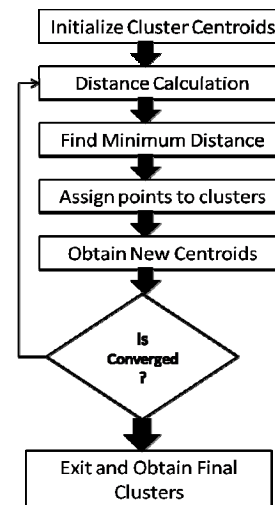 Initialize Cluster Centroids
Distance Calculation
Find Minimum Distance
Assign points to clusters
Obtain New Centroids
Is
Converged
?
Exit and Obtain Final
Clusters